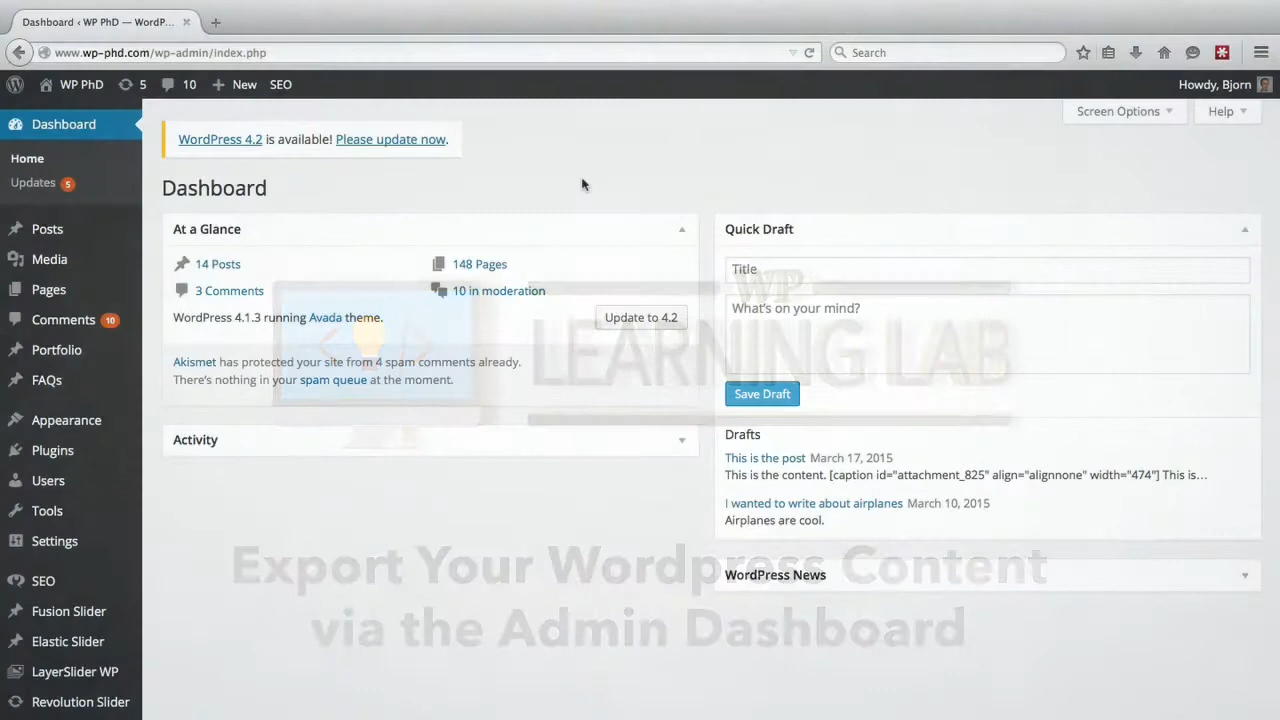 Dashboard ‹ WP PhD — WordP...
www.wp-phd.com/wp-admin/index.php
Search
WP PhD
5
10
New
SEO
Howdy, Bjorn
Dashboard
Home
Updates 5
Posts
Media
Pages
Comments 10
Portfolio
FAQs
Appearance
Plugins
Users
Tools
Settings
SEO
Fusion Slider
Elastic Slider
LayerSlider WP
Revolution Slider
Screen Options
Help
WordPress 4.2 is available! Please update now.
Dashboard
At a Glance
14 Posts
148 Pages
3 Comments
10 in moderation
WordPress 4.1.3 running Avada theme.
Update to 4.2
Akismet has protected your site from 4 spam comments already.
There's nothing in your spam queue at the moment.
Activity
Quick Draft
Title
What's on your mind?
Save Draft
Drafts
This is the post March 17, 2015
This is the content. [caption id="attachment_825" align="alignnone" width="474"] This is...
I wanted to write about airplanes March 10, 2015
Airplanes are cool.
WordPress News
WP
LEARNING LAB
Export Your Wordpress Content
via the Admin Dashboard